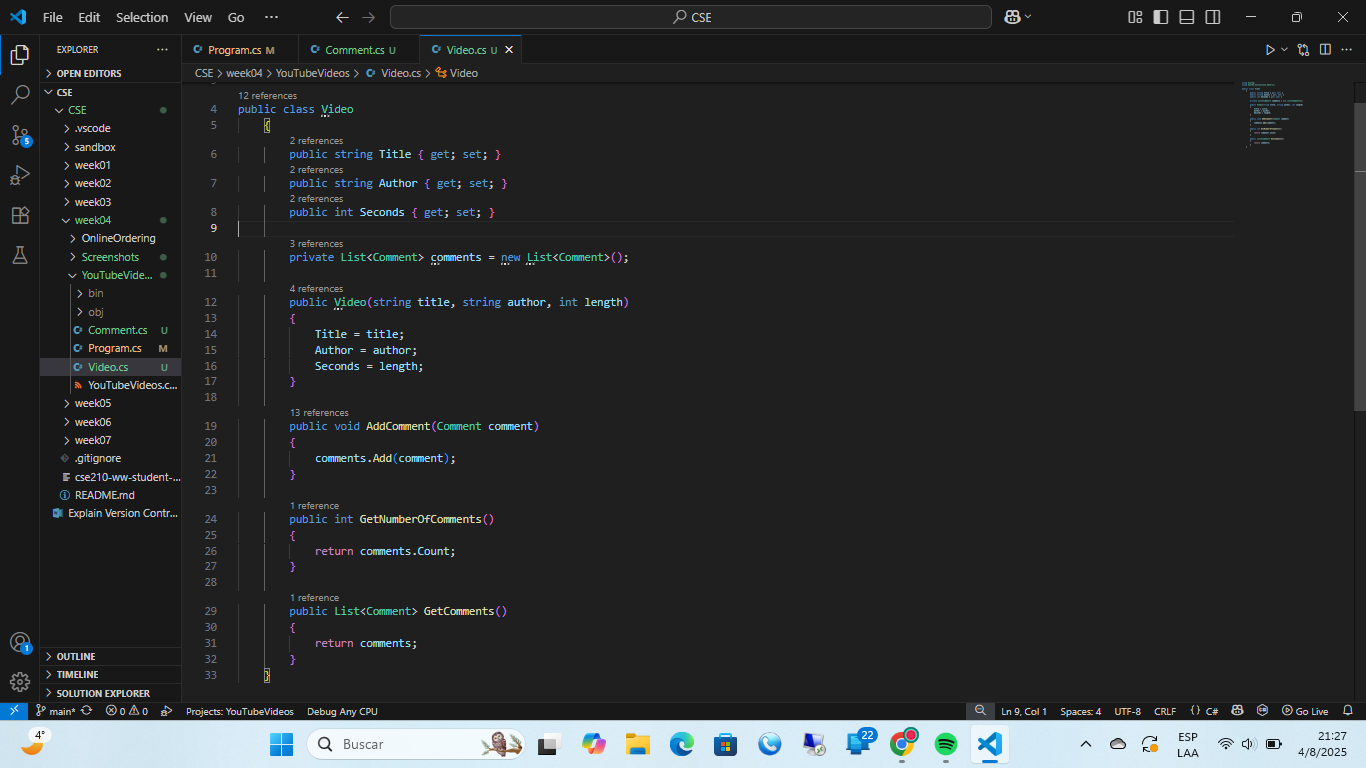 File Edit Selection View Go ··· CSE
EXPLORER ···
Program.cs M Comment.cs U Video.cs U
OPEN EDITORS
CSE > week04 > YouTubeVideos > Video.cs > Video
CSE
CSE
.vscode
sandbox
week01
week02
week03
week04
OnlineOrdering
Screenshots
YouTubeVide...
bin
obj
Comment.cs U
Program.cs M
Video.cs U
YouTubeVideos.c...
week05
week06
week07
.gitignore
cse210-ww-student-...
README.md
Explain Version Contr...
OUTLINE
TIMELINE
SOLUTION EXPLORER
5
1
12 references
4 public class Video
5 {
2 references
6 public string Title { get; set; }
2 references
7 public string Author { get; set; }
2 references
8 public int Seconds { get; set; }
9
3 references
10 private List<Comment> comments = new List<Comment>();
11
4 references
12 public Video(string title, string author, int length)
13 {
14 Title = title;
15 Author = author;
16 Seconds = length;
17 }
18
13 references
19 public void AddComment(Comment comment)
20 {
21 comments.Add(comment);
22 }
23
1 reference
24 public int GetNumberOfComments()
25 {
26 return comments.Count;
27 }
28
1 reference
29 public List<Comment> GetComments()
30 {
31 return comments;
32 }
33 }
main* 0 0 Projects: YouTubeVideos Debug Any CPU Ln 9, Col 1 Spaces: 4 UTF-8 CRLF {} C# Go Live
4° Buscar 22 ESP 21:27
LAA 4/8/2025